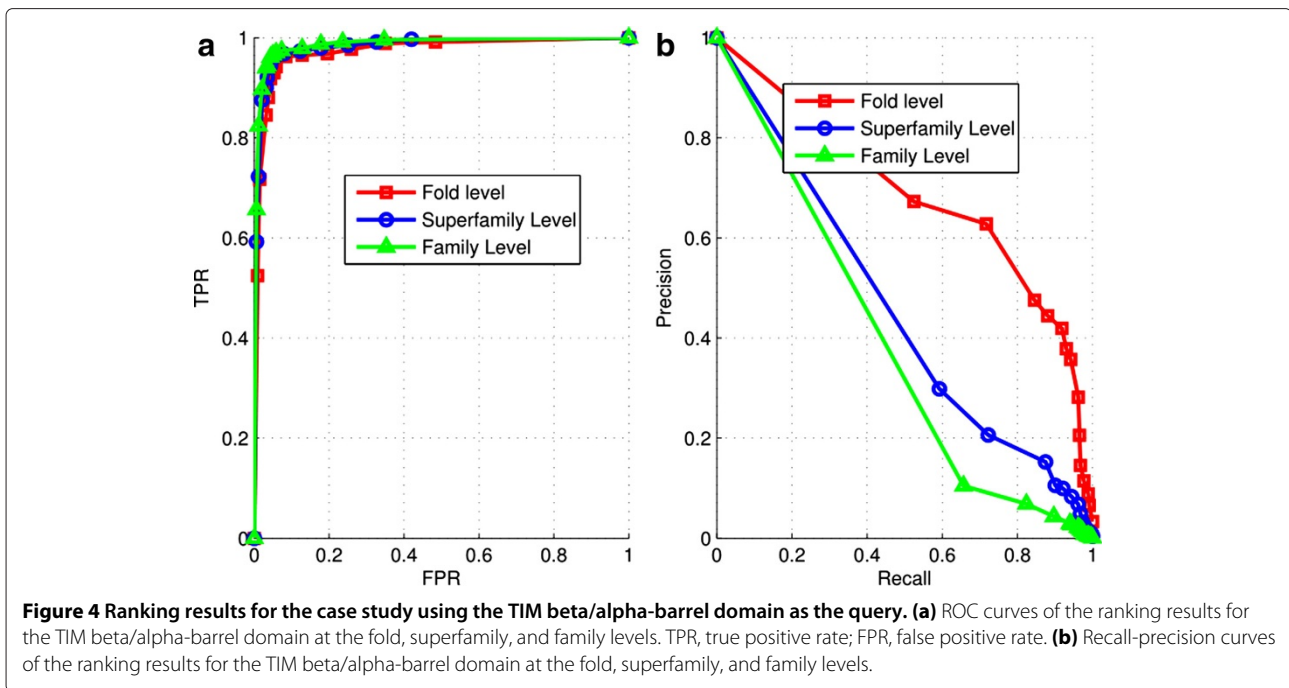 a
1
0.8
0.6
0.4
0.2
0
TPR
0
0.2
0.4
0.6
0.8
1
FPR
Fold level
Superfamily Level
Family Level
b
1
0.8
0.6
0.4
0.2
0
Precision
0
0.2
0.4
0.6
0.8
1
Recall
Fold level
Superfamily Level
Family Level
Figure 4 Ranking results for the case study using the TIM beta/alpha-barrel domain as the query. (a) ROC curves of the ranking results for
the TIM beta/alpha-barrel domain at the fold, superfamily, and family levels. TPR, true positive rate; FPR, false positive rate. (b) Recall-precision curves
of the ranking results for the TIM beta/alpha-barrel domain at the fold, superfamily, and family levels.